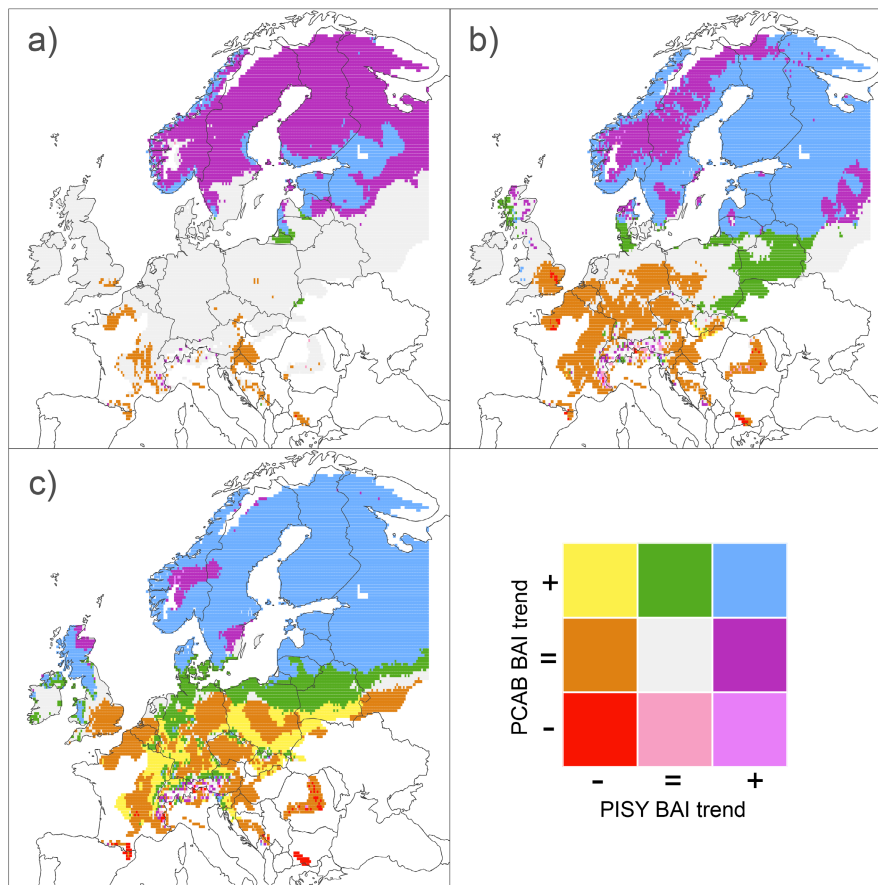 a)
b)
c)
PCAB BAI trend
+
=
-
- = +
PISY BAI trend